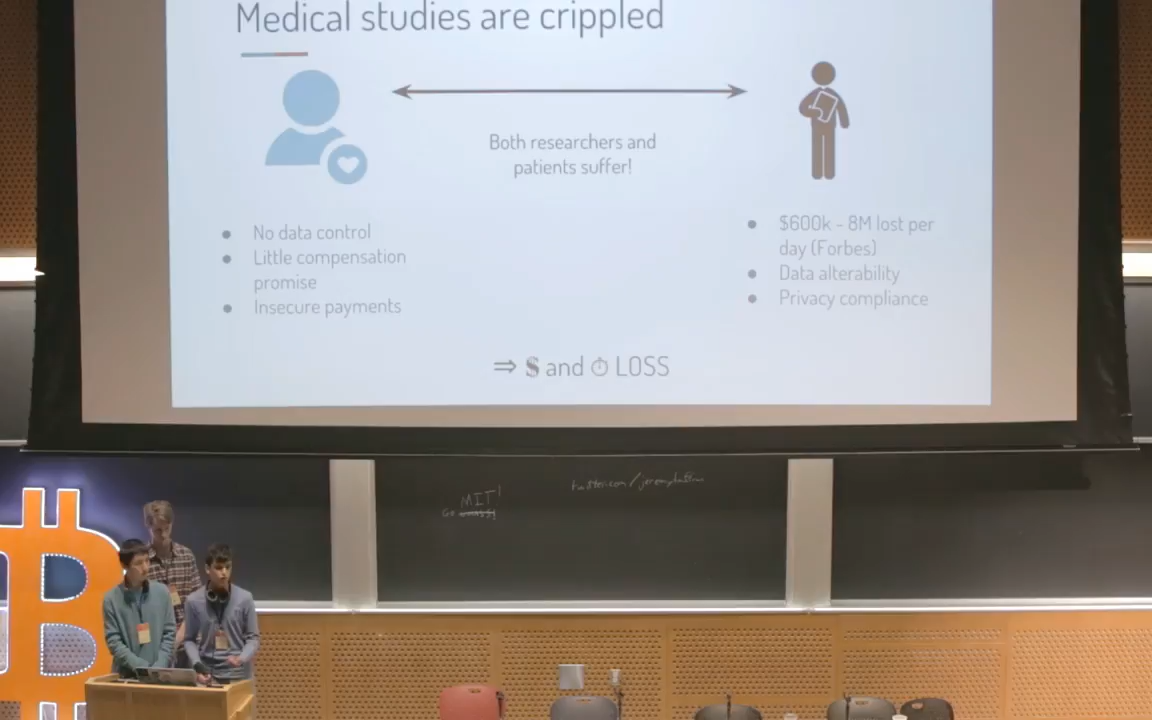 Medical studies are crippled
Both researchers and
patients suffer!
No data control
Little compensation
promise
Insecure payments
$600k - 8M lost per
day (Forbes)
Data alterability
Privacy compliance
⇒ $ and ⏱ LOSS
MIT!
Go